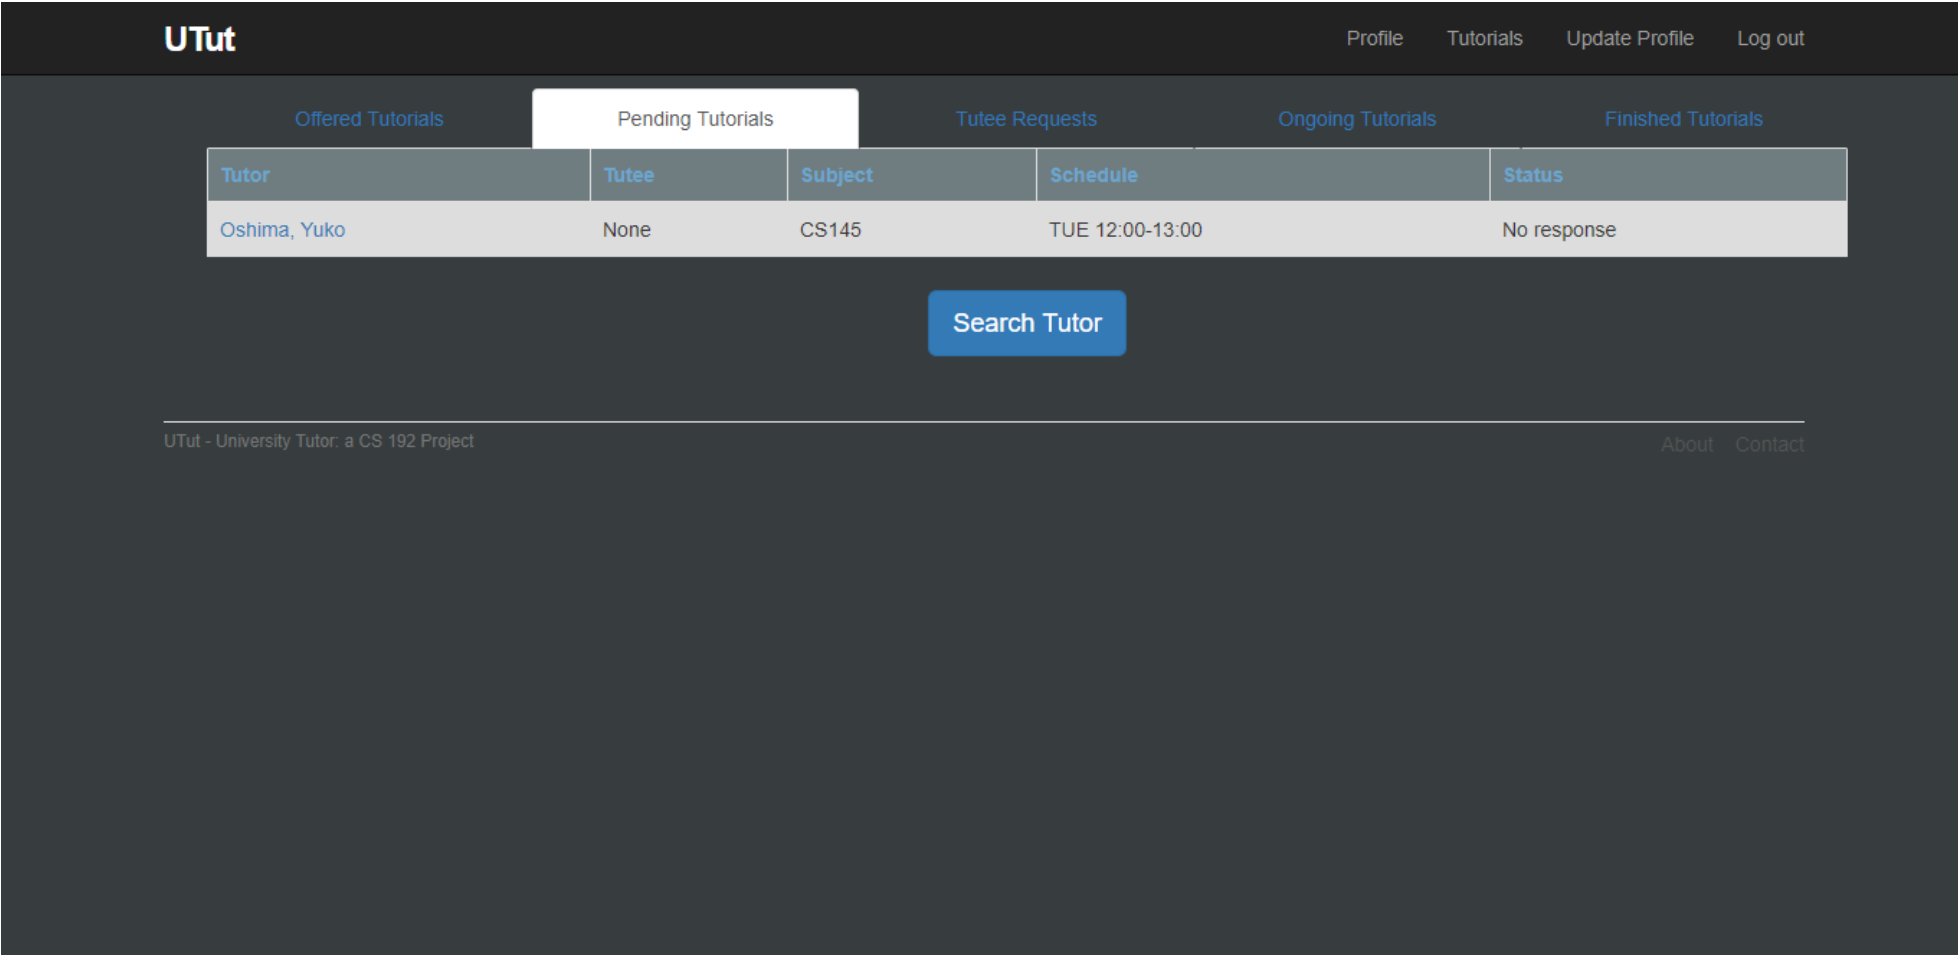 UTut Profile Tutorials Update Profile Log out
Offered Tutorials Pending Tutorials Tutee Requests Ongoing Tutorials Finished Tutorials
Tutor Tutee Subject Schedule Status
Oshima, Yuko None CS145 TUE 12:00-13:00 No response
Search Tutor
UTut - University Tutor: a CS 192 Project About Contact